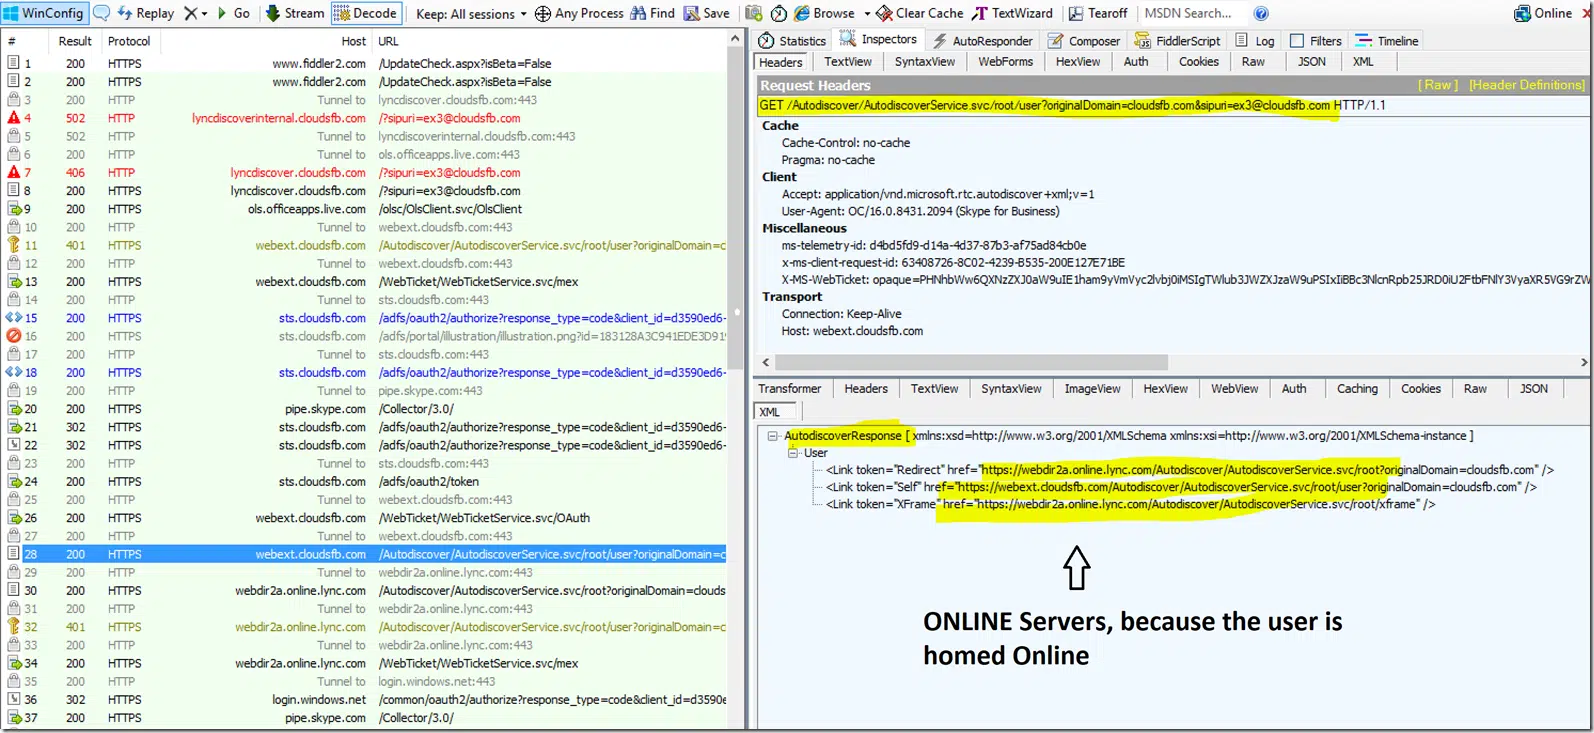 WinConfig Replay Go Stream Decode Keep: All sessions Any Process Find Save Browse Clear Cache TextWizard Tearoff MSDN Search... Online
# Result Protocol Host URL
1 200 HTTPS www.fiddler2.com /UpdateCheck.aspx?isBeta=False
2 200 HTTPS www.fiddler2.com /UpdateCheck.aspx?isBeta=False
3 200 HTTP Tunnel to lyncdiscover.cloudsfb.com:443
4 502 HTTP lyncdiscoverinternal.cloudsfb.com /?sipuri=ex3@cloudsfb.com
5 502 HTTP Tunnel to lyncdiscoverinternal.cloudsfb.com:443
6 200 HTTP Tunnel to ols.officeapps.live.com:443
7 406 HTTP lyncdiscover.cloudsfb.com /?sipuri=ex3@cloudsfb.com
8 200 HTTPS lyncdiscover.cloudsfb.com /?sipuri=ex3@cloudsfb.com
9 200 HTTPS ols.officeapps.live.com /olsc/OlsClient.svc/OlsClient
10 200 HTTP Tunnel to webext.cloudsfb.com:443
11 401 HTTPS webext.cloudsfb.com /Autodiscover/AutodiscoverService.svc/root/user?originalDomain=c
12 200 HTTP Tunnel to webext.cloudsfb.com:443
13 200 HTTPS webext.cloudsfb.com /WebTicket/WebTicketService.svc/mex
14 200 HTTP Tunnel to sts.cloudsfb.com:443
15 200 HTTPS sts.cloudsfb.com /adfs/oauth2/authorize?response_type=code&client_id=d3590ed6-
16 200 HTTPS sts.cloudsfb.com /adfs/portal/illustration/illustration.png?id=183128A3C941EDE3D919
17 200 HTTP Tunnel to sts.cloudsfb.com:443
18 200 HTTPS sts.cloudsfb.com /adfs/oauth2/authorize?response_type=code&client_id=d3590ed6-
19 200 HTTP Tunnel to pipe.skype.com:443
20 200 HTTPS pipe.skype.com /Collector/3.0/
21 302 HTTPS sts.cloudsfb.com /adfs/oauth2/authorize?response_type=code&client_id=d3590ed6-
22 302 HTTPS sts.cloudsfb.com /adfs/oauth2/authorize?response_type=code&client_id=d3590ed6-
23 200 HTTP Tunnel to sts.cloudsfb.com:443
24 200 HTTPS sts.cloudsfb.com /adfs/oauth2/token
25 200 HTTP Tunnel to webext.cloudsfb.com:443
26 200 HTTPS webext.cloudsfb.com /WebTicket/WebTicketService.svc/OAuth
27 200 HTTP Tunnel to webext.cloudsfb.com:443
28 200 HTTPS webext.cloudsfb.com /Autodiscover/AutodiscoverService.svc/root/user?originalDomain=c
29 200 HTTP Tunnel to webdir2a.online.lync.com:443
30 200 HTTPS webdir2a.online.lync.com /Autodiscover/AutodiscoverService.svc/root?originalDomain=clouds
31 200 HTTP Tunnel to webdir2a.online.lync.com:443
32 401 HTTPS webdir2a.online.lync.com /Autodiscover/AutodiscoverService.svc/root/user?originalDomain=c
33 200 HTTP Tunnel to webdir2a.online.lync.com:443
34 200 HTTPS webdir2a.online.lync.com /WebTicket/WebTicketService.svc/mex
35 200 HTTP Tunnel to login.windows.net:443
36 302 HTTPS login.windows.net /common/oauth2/authorize?response_type=code&client_id=d3590e
37 200 HTTPS pipe.skype.com /Collector/3.0/
Statistics Inspectors AutoResponder Composer FiddlerScript Log Filters Timeline
Headers TextView SyntaxView WebForms HexView Auth Cookies Raw JSON XML
Request Headers [ Raw ] [Header Definitions]
GET /Autodiscover/AutodiscoverService.svc/root/user?originalDomain=cloudsfb.com&sipuri=ex3@cloudsfb.com HTTP/1.1
Cache
Cache-Control: no-cache
Pragma: no-cache
Client
Accept: application/vnd.microsoft.rtc.autodiscover+xml;v=1
User-Agent: OC/16.0.8431.2094 (Skype for Business)
Miscellaneous
ms-telemetry-id: d4bd5fd9-d14a-4d37-87b3-af75ad84cb0e
x-ms-client-request-id: 63408726-8C02-4239-B535-200E127E71BE
X-MS-WebTicket:
Transport
Connection: Keep-Alive
Host: webext.cloudsfb.com
Transformer Headers TextView SyntaxView ImageView HexView WebView Auth Caching Cookies Raw JSON
XML
AutodiscoverResponse [ xmlns:xsd=http://www.w3.org/2001/XMLSchema xmlns:xsi=http://www.w3.org/2001/XMLSchema-instance ]
User
<Link token="Redirect" href="https://webdir2a.online.lync.com/Autodiscover/AutodiscoverService.svc/root?originalDomain=cloudsfb.com" />
<Link token="Self" href="https://webext.cloudsfb.com/Autodiscover/AutodiscoverService.svc/root/user?originalDomain=cloudsfb.com" />
<Link token="XFrame" href="https://webdir2a.online.lync.com/Autodiscover/AutodiscoverService.svc/root/xframe" />
ONLINE Servers, because the user is
homed Online